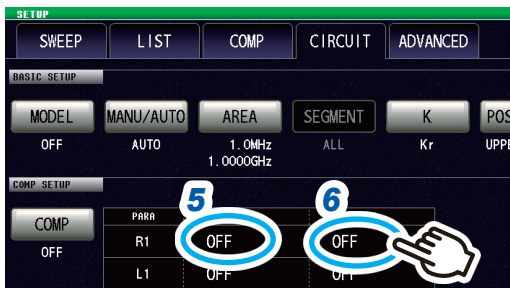 SETUP
SWEEP LIST COMP CIRCUIT ADVANCED
BASIC SETUP
MODEL MANU/AUTO AREA SEGMENT K
OFF AUTO 1.0MHz ALL Kr
1.0000GHz
COMP SETUP
5 6
COMP PARA
OFF R1 OFF OFF
L1 OFF OFF